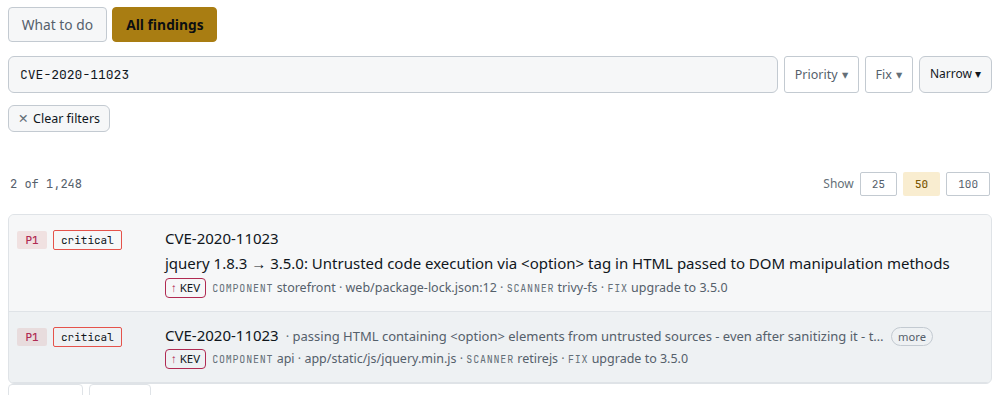 What to do All findings
CVE-2020-11023 Priority ▾ Fix ▾ Narrow ▾
✕ Clear filters
2 of 1,248 Show 25 50 100
P1 critical CVE-2020-11023
jquery 1.8.3 → 3.5.0: Untrusted code execution via <option> tag in HTML passed to DOM manipulation methods
↑ KEV COMPONENT storefront · web/package-lock.json:12 · SCANNER trivy-fs · FIX upgrade to 3.5.0
P1 critical CVE-2020-11023 · passing HTML containing <option> elements from untrusted sources - even after sanitizing it - t... more
↑ KEV COMPONENT api · app/static/js/jquery.min.js · SCANNER retirejs · FIX upgrade to 3.5.0